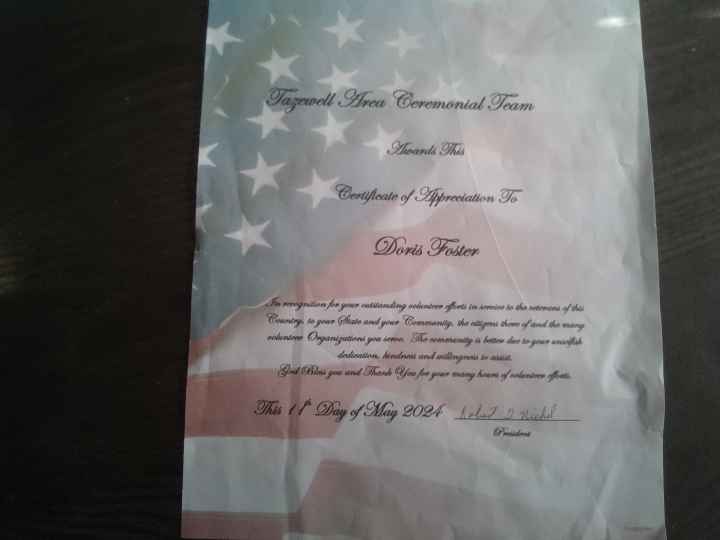 Tazewell Area Ceremonial Team
Awards This
Certificate of Appreciation To
Doris Foster
In recognition for your outstanding volunteer efforts in service to the veterans of this
Country, to your State and your Community, the citizens there of and the many
volunteer Organizations you serve. The community is better due to your unselfish
dedication, kindness and willingness to assist.
God Bless you and Thank You for your many hours of volunteer efforts.
This 11th Day of May 2024 Robert D Nichol
President